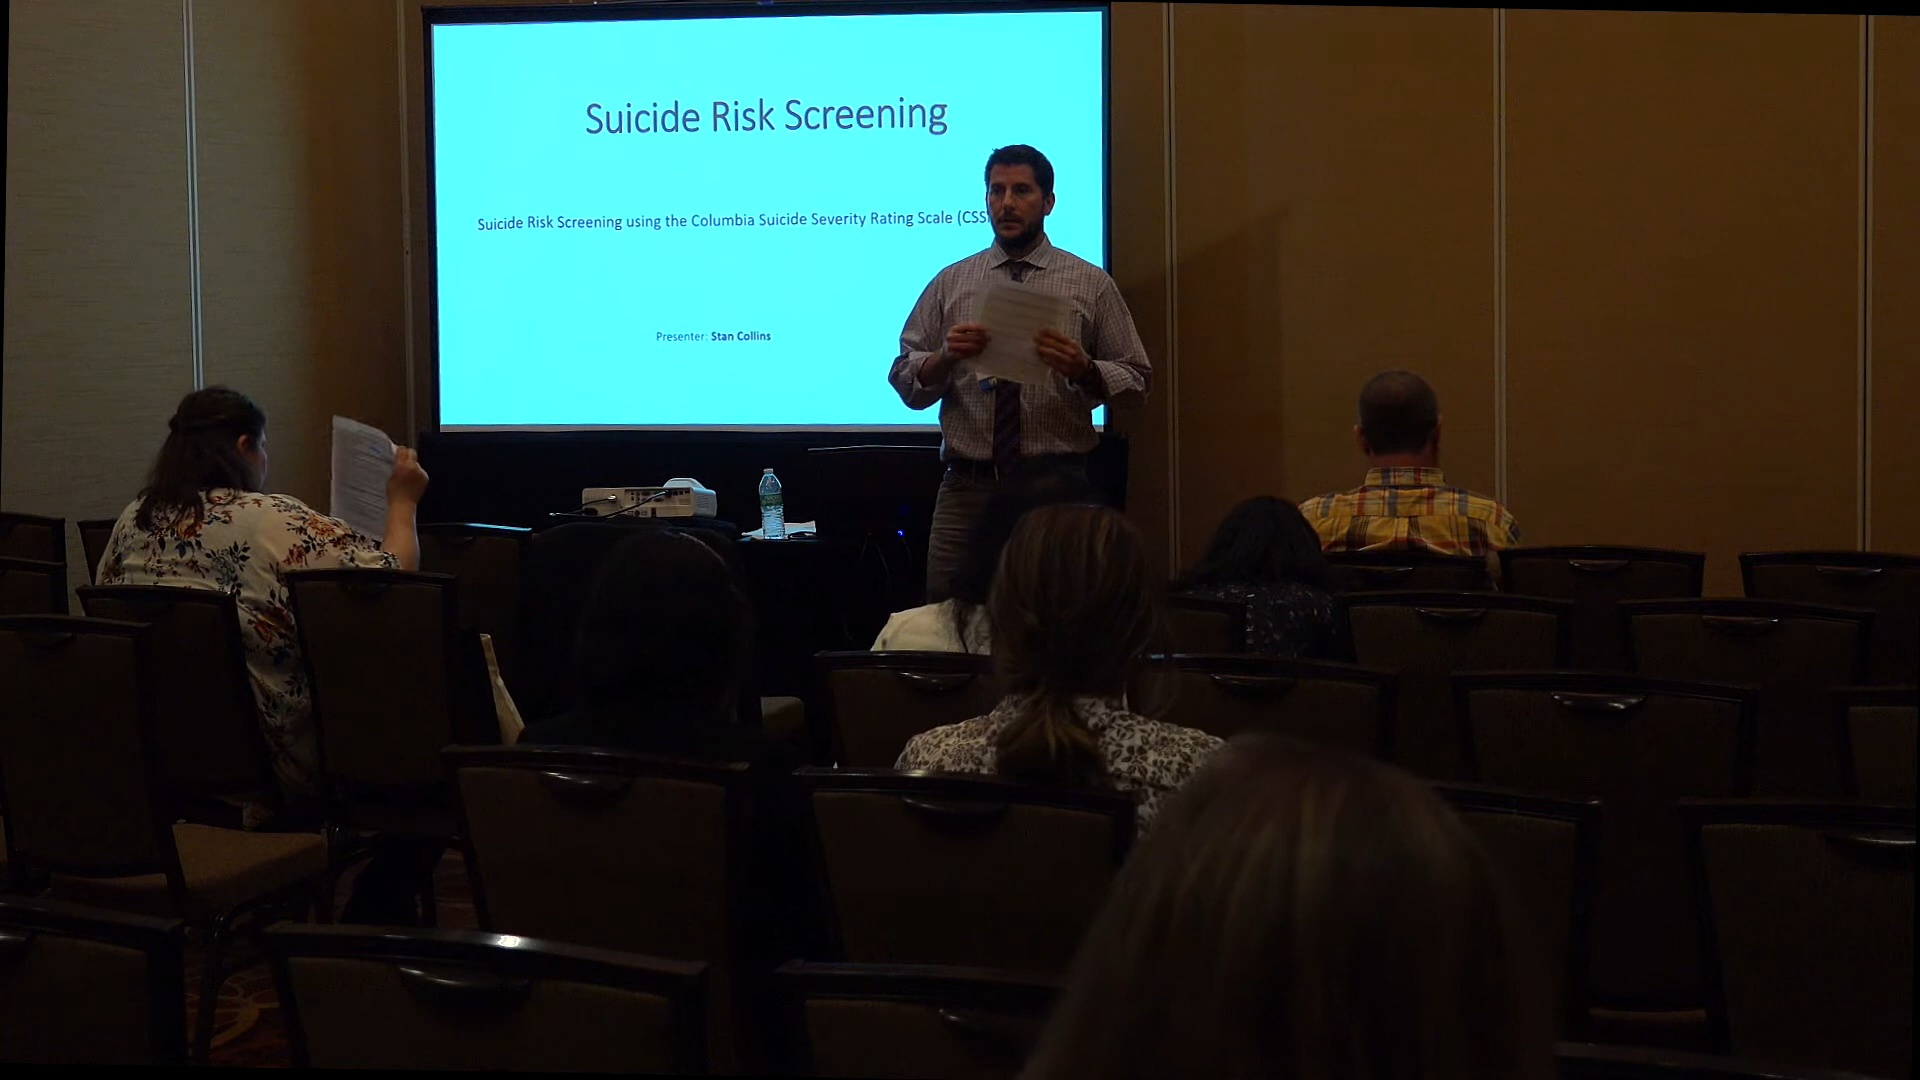 Suicide Risk Screening
Suicide Risk Screening using the Columbia Suicide Severity Rating Scale (CSS
Presenter: Stan Collins